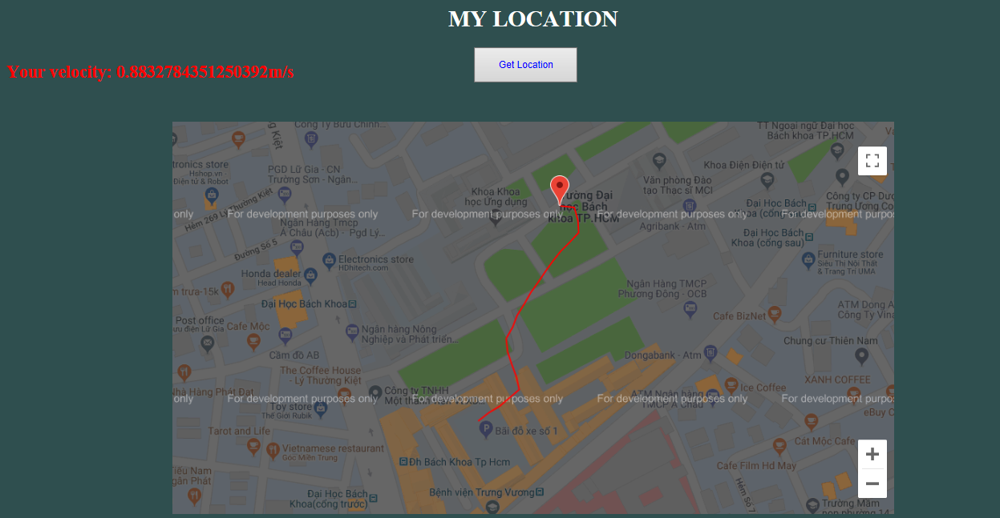 MY LOCATION
Get Location
Your velocity: 0.8832784351250392m/s
Công Ty Bưu Chính...
TT Ngoại ngữ Đại học
Bách khoa TP.HCM
tronics store
Hshop.vn
Điện tử & Robot
PGD Lữ Gia - CN
Trường Sơn - Ngân...
Khoa Điện Điện tử
Văn phòng Đào
tạo Thạc sĩ MCI
Khoa Khoa
học Ứng dụng
Trường Đại
học Bách
Khoa TP.HCM
Đại Học Bách
Khoa (cổng sau)
Công ty CP Dược
Trung Ương Co
Hẻm 269 Lý Thường Kiệt
only
For development purposes only
For development purposes only
For development purposes only
For development purpos
Ngân Hàng Tmcp
Á Châu (Acb) - Pgd Lý...
Agribank - Atm
Đại Học Bách
Khoa (cổng sau)
Đường Số 5
Electronics store
HDhitech.com
Furniture store
Siêu Thị Nội Thất
& Trang Trí UMA
Honda dealer
Head Honda
m trưa-15k
Ngân Hàng TMCP
Phương Đông - OCB
Đại Học Bách Khoa
ATM Dong A
Công Ty Vina
Cafe BizNet
Post office
ưu điện Lữ Gia
Cafe Mộc
Ngân hàng Nông
Nghiệp và Phát triển...
Chung cư Thiên Nam
Cầm đồ AB
Dongabank - Atm
The Coffee House
- Lý Thường Kiệt
XANH COFFEE
Nhà Hàng Phát Đạt
Công ty TNHH
Một thành viên
ATM Ngân hàng
TMCP Á Châu
Ice Coffee
only
For development purposes only
For development purposes only
For development purposes only
For development purpos
Toy store
Thế Giới Rubik
eBuy C
Tarot and Life
P
Bãi đỗ xe số 1
Cát Mộc Cafe
Vietnamese restaurant
Góc Miền Trung
Đh Bách Khoa Tp Hcm
Cafe Film Hd May
Tiểu Nam
gân Phát
Đại Học Bách
Khoa(cổng trước)
Bệnh viện Trưng Vương
Hẻm Số 7
Trường Mầm
non phường 14